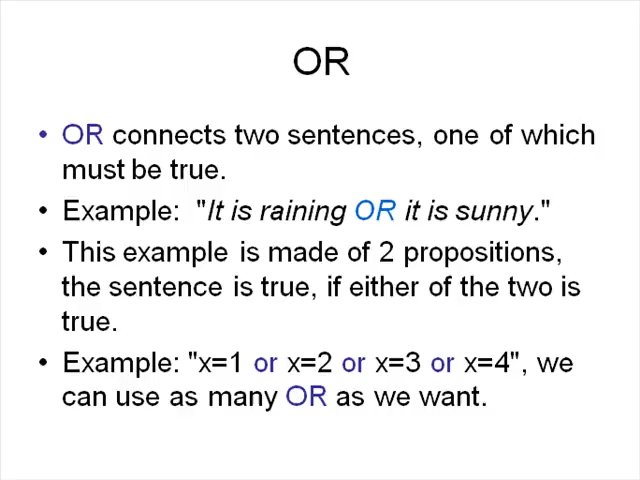 OR
• OR connects two sentences, one of which
must be true.
• Example: "It is raining OR it is sunny."
• This example is made of 2 propositions,
the sentence is true, if either of the two is
true.
• Example: "x=1 or x=2 or x=3 or x=4", we
can use as many OR as we want.